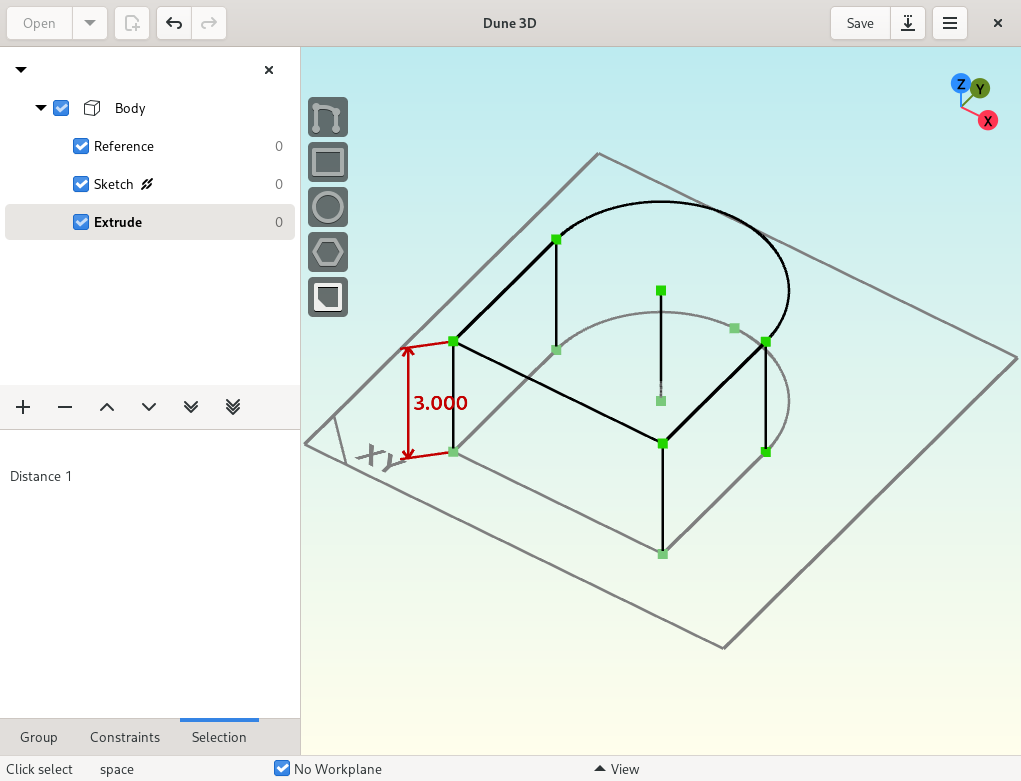 Open
Dune 3D
Save
Body
Reference 0
Sketch 0
Extrude 0
Z
Y
X
3.000
XY
Distance 1
Group Constraints Selection
Click select space No Workplane View